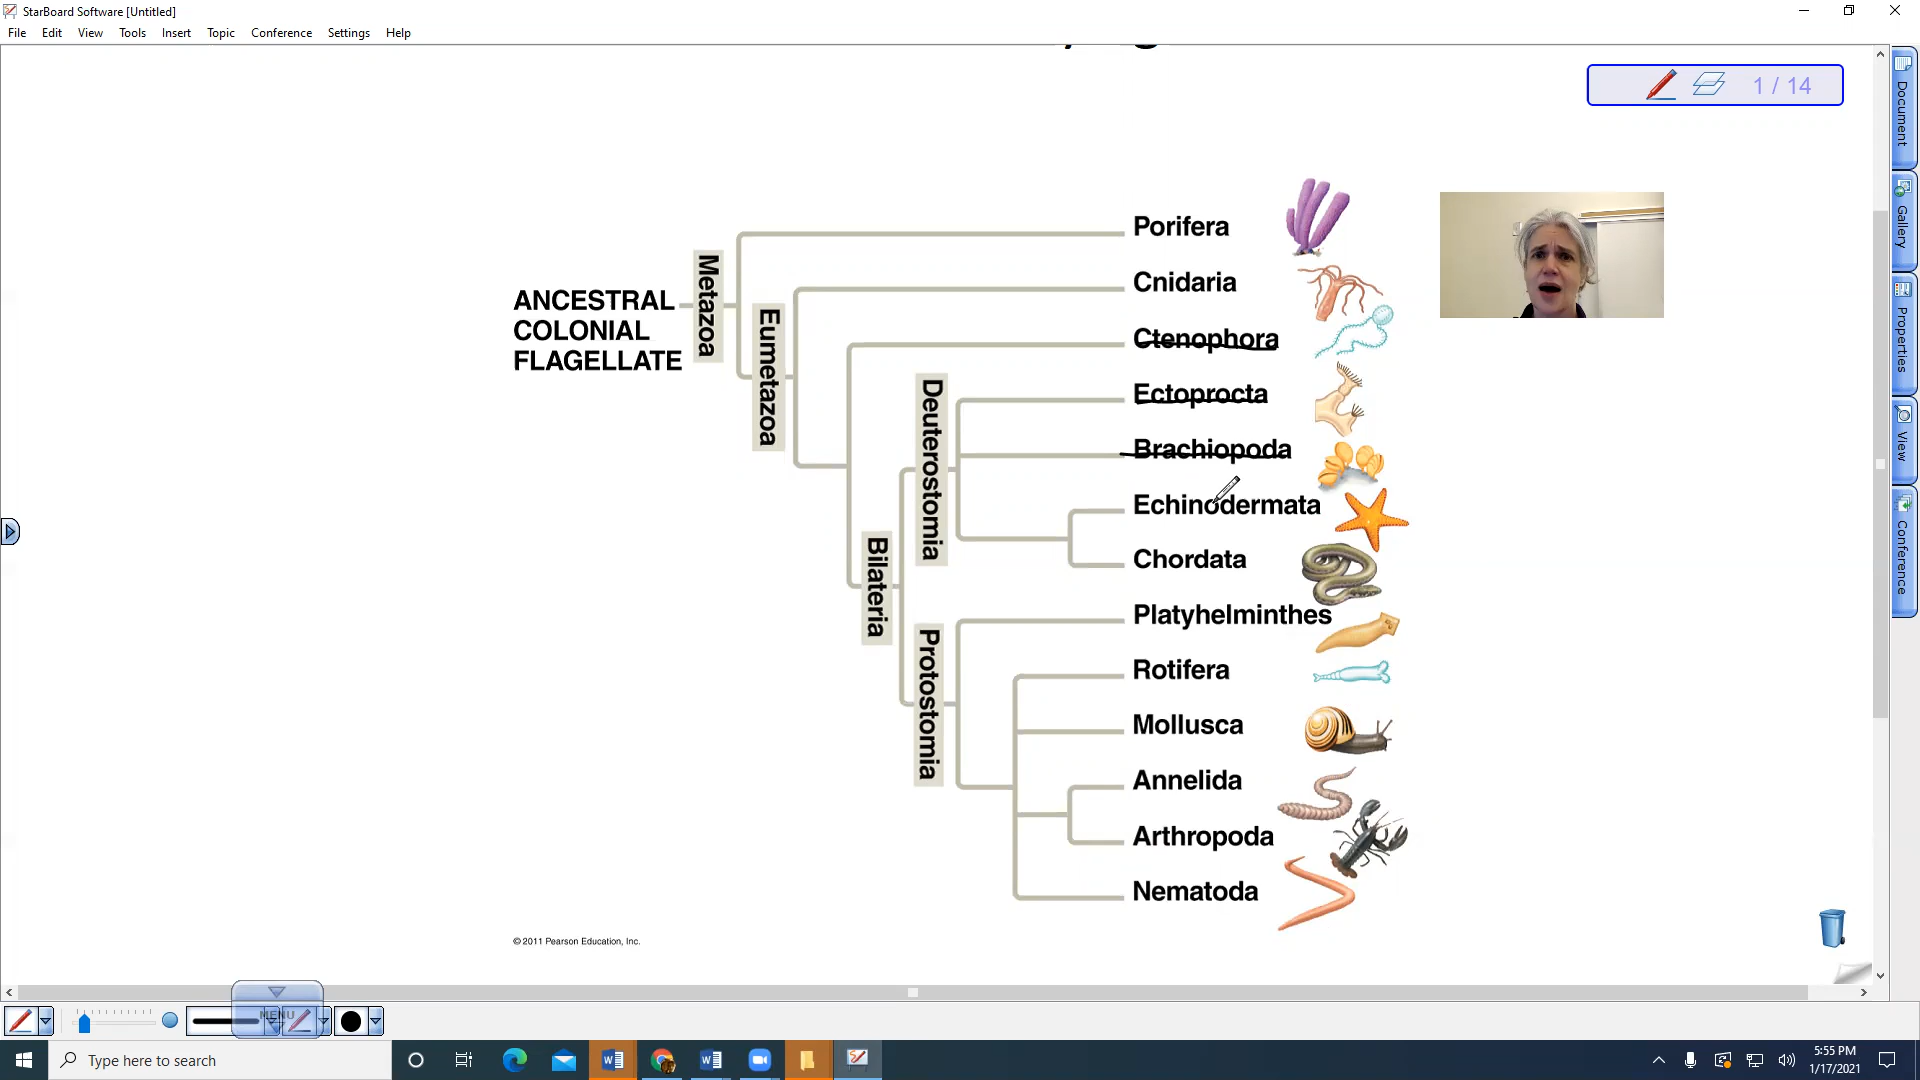 StarBoard Software [Untitled]
File Edit View Tools Insert Topic Conference Settings Help
1 / 14
Document
Gallery
Properties
View
Conference
ANCESTRAL
COLONIAL
FLAGELLATE
Metazoa
Eumetazoa
Bilateria
Deuterostomia
Protostomia
Porifera
Cnidaria
Ctenophora
Ectoprocta
Brachiopoda
Echinodermata
Chordata
Platyhelminthes
Rotifera
Mollusca
Annelida
Arthropoda
Nematoda
© 2011 Pearson Education, Inc.
MENU
Type here to search
5:55 PM
1/17/2021